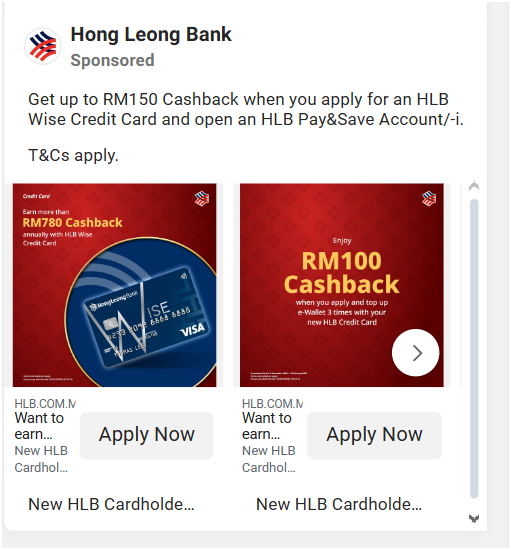 Hong Leong Bank
Sponsored
Get up to RM150 Cashback when you apply for an HLB
Wise Credit Card and open an HLB Pay&Save Account/-i.
T&Cs apply.
Credit Card
Earn more than
RM780 Cashback
annually with HLB Wise
Credit Card
HongLeong Bank
WISE
VISA
Enjoy
RM100
Cashback
when you apply and top up
e-Wallet 3 times with your
new HLB Credit Card
HLB.COM.M
Want to
earn...
New HLB
Cardhol...
Apply Now
New HLB Cardholde...
HLB.COM.M
Want to
earn...
New HLB
Cardhol...
Apply Now
New HLB Cardholde...